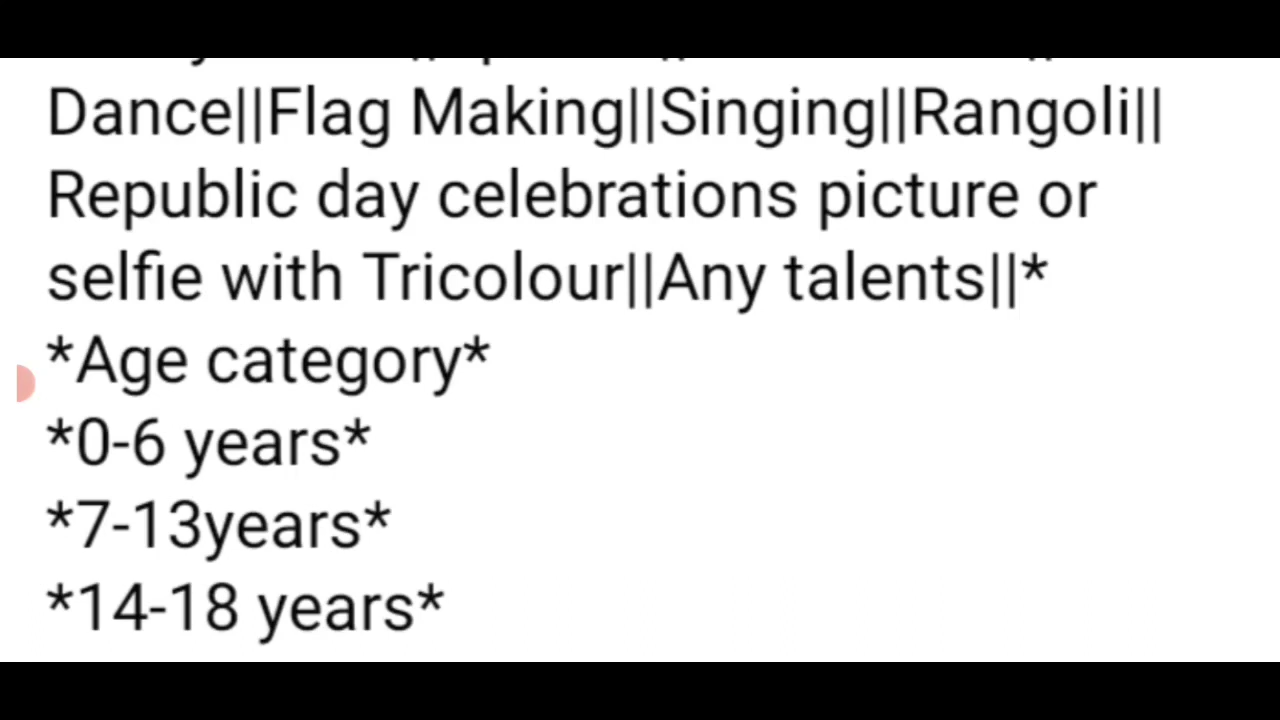 Dance||Flag Making||Singing||Rangoli||
Republic day celebrations picture or
selfie with Tricolour||Any talents||*
*Age category*
*0-6 years*
*7-13years*
*14-18 years*